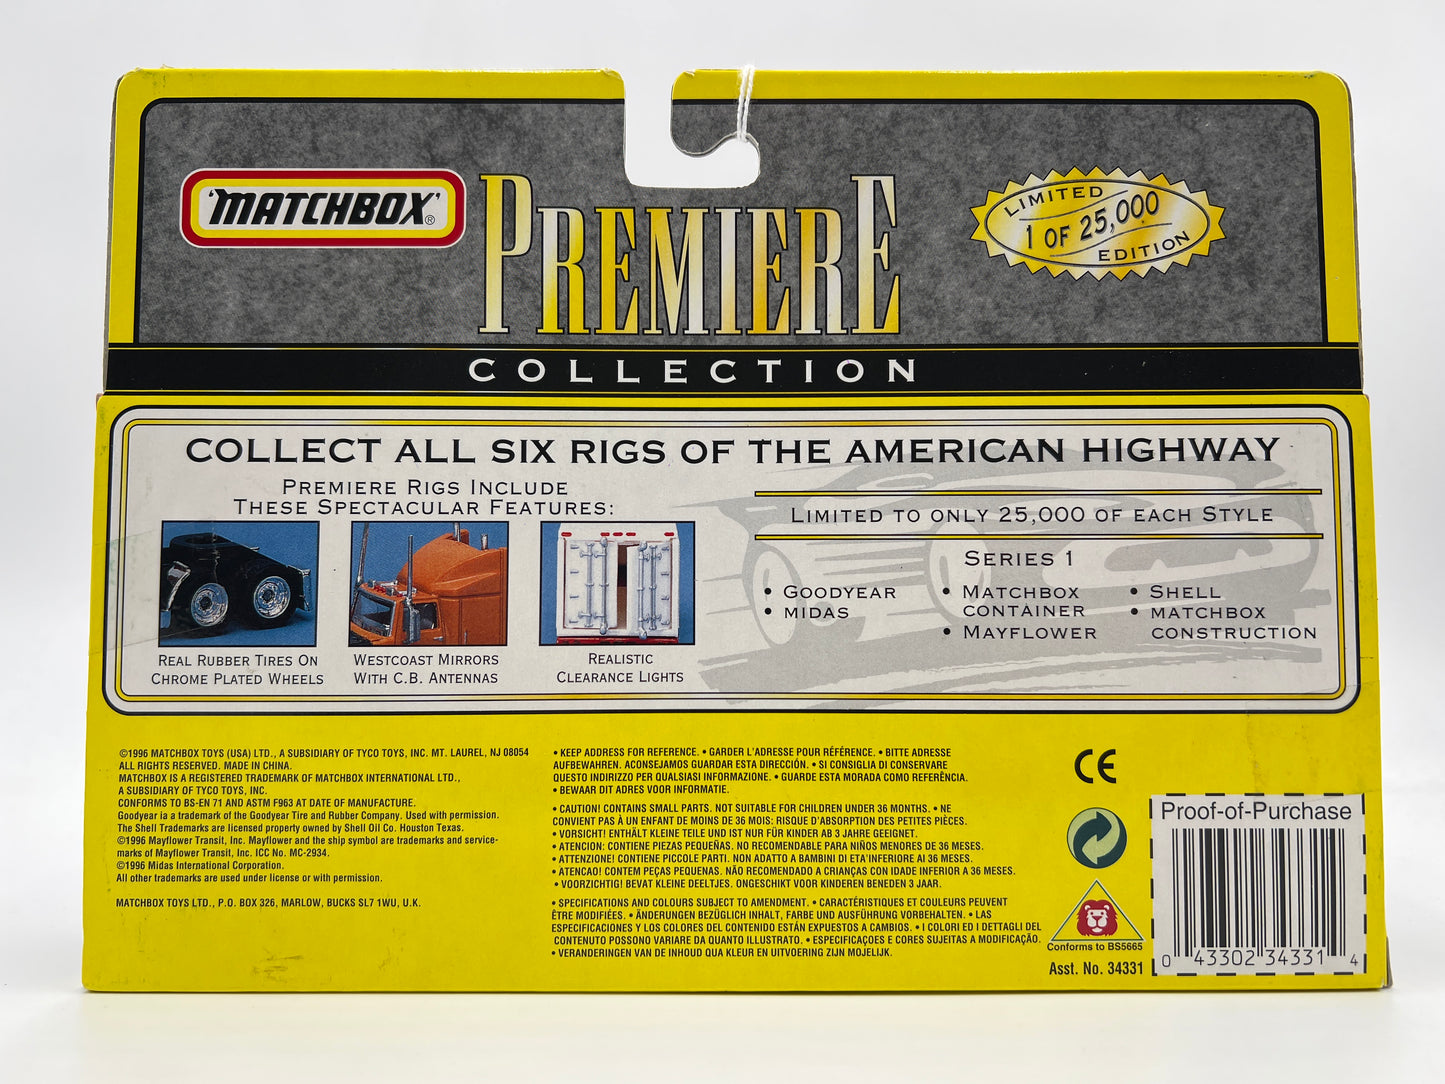 'MATCHBOX'®
PREMIERE
COLLECTION
LIMITED
1 OF 25,000
EDITION
COLLECT ALL SIX RIGS OF THE AMERICAN HIGHWAY
PREMIERE RIGS INCLUDE
THESE SPECTACULAR FEATURES:
REAL RUBBER TIRES ON
CHROME PLATED WHEELS
WESTCOAST MIRRORS
WITH C.B. ANTENNAS
REALISTIC
CLEARANCE LIGHTS
LIMITED TO ONLY 25,000 OF EACH STYLE
SERIES 1
• GOODYEAR
• MIDAS
• MATCHBOX
CONTAINER
• MAYFLOWER
• SHELL
• MATCHBOX
CONSTRUCTION
©1996 MATCHBOX TOYS (USA) LTD., A SUBSIDIARY OF TYCO TOYS, INC. MT. LAUREL, NJ 08054
ALL RIGHTS RESERVED. MADE IN CHINA.
MATCHBOX IS A REGISTERED TRADEMARK OF MATCHBOX INTERNATIONAL LTD.,
A SUBSIDIARY OF TYCO TOYS, INC.
CONFORMS TO BS-EN 71 AND ASTM F963 AT DATE OF MANUFACTURE.
Goodyear is a trademark of the Goodyear Tire and Rubber Company. Used with permission.
The Shell Trademarks are licensed property owned by Shell Oil Co. Houston Texas.
©1996 Mayflower Transit, Inc. Mayflower and the ship symbol are trademarks and service-
marks of Mayflower Transit, Inc. ICC No. MC-2934.
©1996 Midas International Corporation.
All other trademarks are used under license or with permission.
MATCHBOX TOYS LTD., P.O. BOX 326, MARLOW, BUCKS SL7 1WU, U.K.
• KEEP ADDRESS FOR REFERENCE. • GARDER L'ADRESSE POUR RÉFÉRENCE. • BITTE ADRESSE
AUFBEWAHREN. ACONSEJAMOS GUARDAR ESTA DIRECCIÓN. • SI CONSIGLIA DI CONSERVARE
QUESTO INDIRIZZO PER QUALSIASI INFORMAZIONE. • GUARDE ESTA MORADA COMO REFERÊNCIA.
• BEWAAR DIT ADRES VOOR INFORMATIE.
• CAUTION! CONTAINS SMALL PARTS. NOT SUITABLE FOR CHILDREN UNDER 36 MONTHS. • NE
CONVIENT PAS À UN ENFANT DE MOINS DE 36 MOIS: RISQUE D'ABSORPTION DES PETITES PIÈCES.
• VORSICHT! ENTHÄLT KLEINE TEILE UND IST NUR FÜR KINDER AB 3 JAHRE GEEIGNET.
• ATENCION: CONTIENE PIEZAS PEQUEÑAS. NO RECOMENDABLE PARA NIÑOS MENORES DE 36 MESES.
• ATTENZIONE! CONTIENE PICCOLE PARTI. NON ADATTO A BAMBINI DI ETA'INFERIORE AI 36 MESES.
• ATENCAO! CONTEM PEÇAS PEQUENAS. NÃO RECOMENDADO A CRIANÇAS COM IDADE INFERIOR A 36 MESES.
• VOORZICHTIG! BEVAT KLEINE DEELTJES. ONGESCHIKT VOOR KINDEREN BENEDEN 3 JAAR.
• SPECIFICATIONS AND COLOURS SUBJECT TO AMENDMENT. • CARACTÉRISTIQUES ET COULEURS PEUVENT
ÊTRE MODIFIÉES. • ÄNDERUNGEN BEZÜGLICH INHALT, FARBE UND AUSFÜHRUNG VORBEHALTEN. • LAS
ESPECIFICACIONES Y LOS COLORES DEL CONTENIDO ESTÁN EXPUESTOS A CAMBIOS. • I COLORI ED I DETTAGLI DEL
CONTENUTO POSSONO VARIARE DA QUANTO ILLUSTRATO. • ESPECIFICAÇOES E CORES SUJEITAS A MODIFICAÇÃO.
• VERANDERINGEN VAN DE INHOUD QUA KLEUR EN UITVOERING ZIJN MOJELIJK.
CE
Conforms to BS5665
Asst. No. 34331
Proof-of-Purchase
0 43302 34331 4